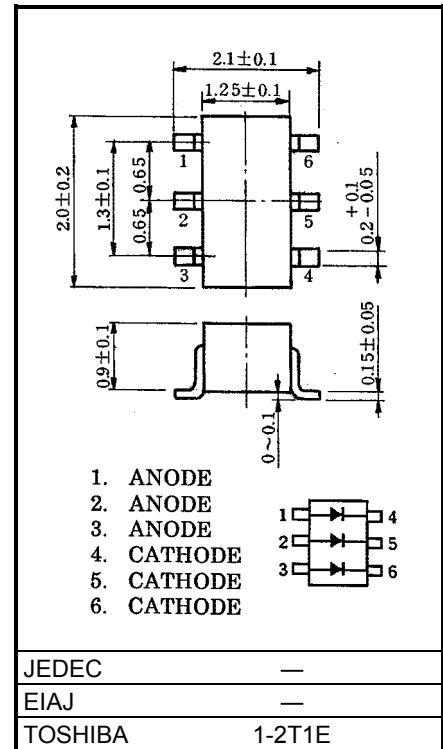 2.1±0.1
1.25±0.1
2.0±0.2
1.3±0.1
0.65
0.65
1
2
3
6
5
4
+0.1
0.2-0.05
0.9±0.1
0~0.1
0.15±0.05
1. ANODE
2. ANODE
3. ANODE
4. CATHODE
5. CATHODE
6. CATHODE
1 4
2 5
3 6
JEDEC —
EIAJ —
TOSHIBA 1-2T1E